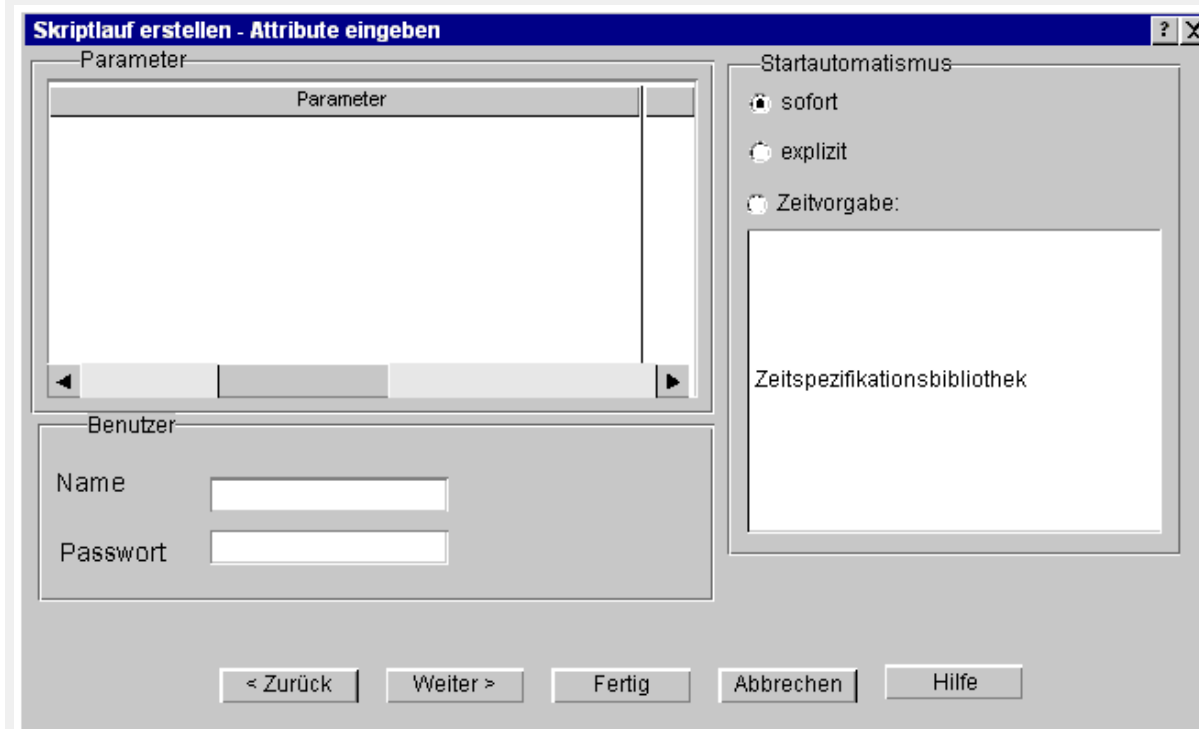 Skriptlauf erstellen - Attribute eingeben
Parameter
Parameter
Benutzer
Name
Passwort
Startautomatismus
sofort
explizit
Zeitvorgabe:
Zeitspezifikationsbibliothek
< Zurück
Weiter >
Fertig
Abbrechen
Hilfe